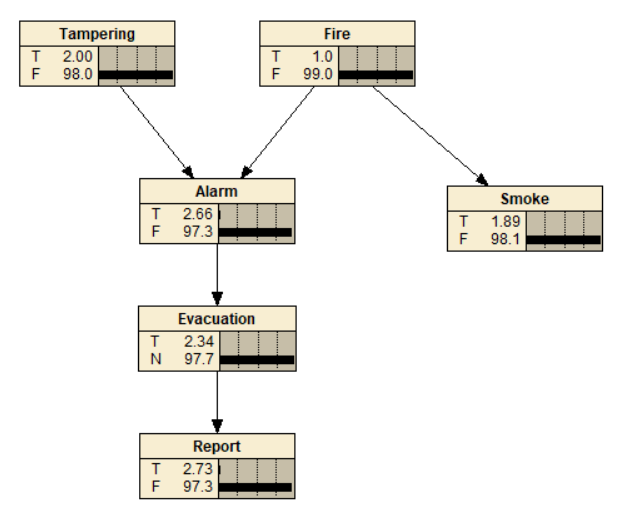 Tampering
T 2.00
F 98.0
Fire
T 1.0
F 99.0
Alarm
T 2.66
F 97.3
Smoke
T 1.89
F 98.1
Evacuation
T 2.34
N 97.7
Report
T 2.73
F 97.3